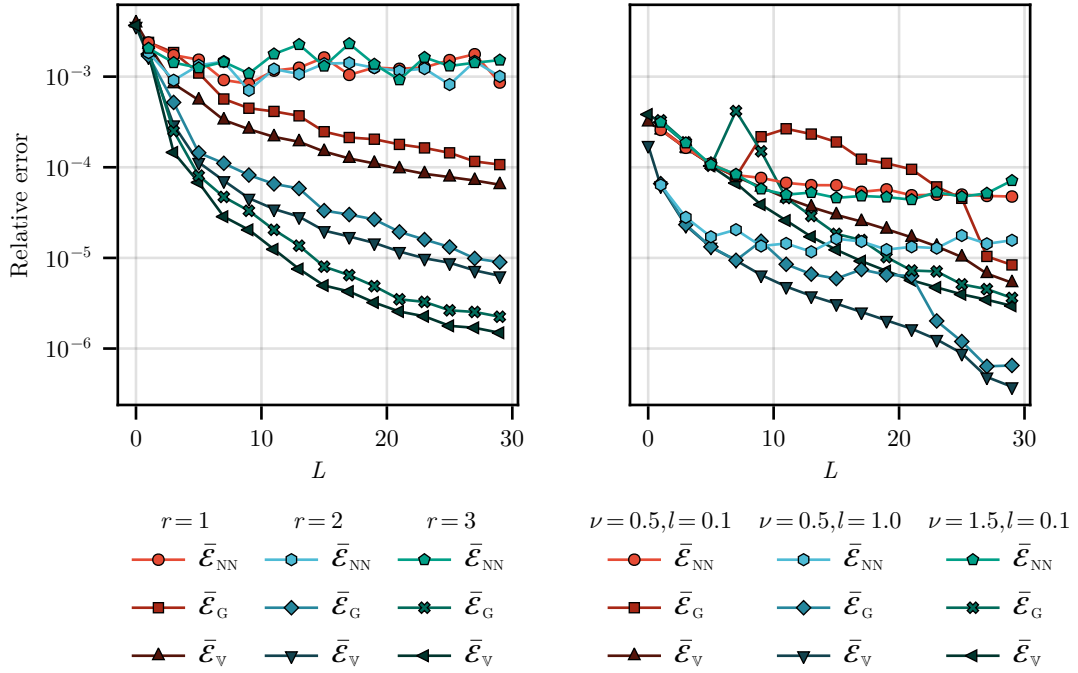 Relative error
10⁻³
10⁻⁴
10⁻⁵
10⁻⁶
0 10 20 30
L
0 10 20 30
L
r = 1 r = 2 r = 3
ℰ̄_NN ℰ̄_NN ℰ̄_NN
ℰ̄_G ℰ̄_G ℰ̄_G
ℰ̄_𝕍 ℰ̄_𝕍 ℰ̄_𝕍
ν = 0.5, l = 0.1 ν = 0.5, l = 1.0 ν = 1.5, l = 0.1
ℰ̄_NN ℰ̄_NN ℰ̄_NN
ℰ̄_G ℰ̄_G ℰ̄_G
ℰ̄_𝕍 ℰ̄_𝕍 ℰ̄_𝕍